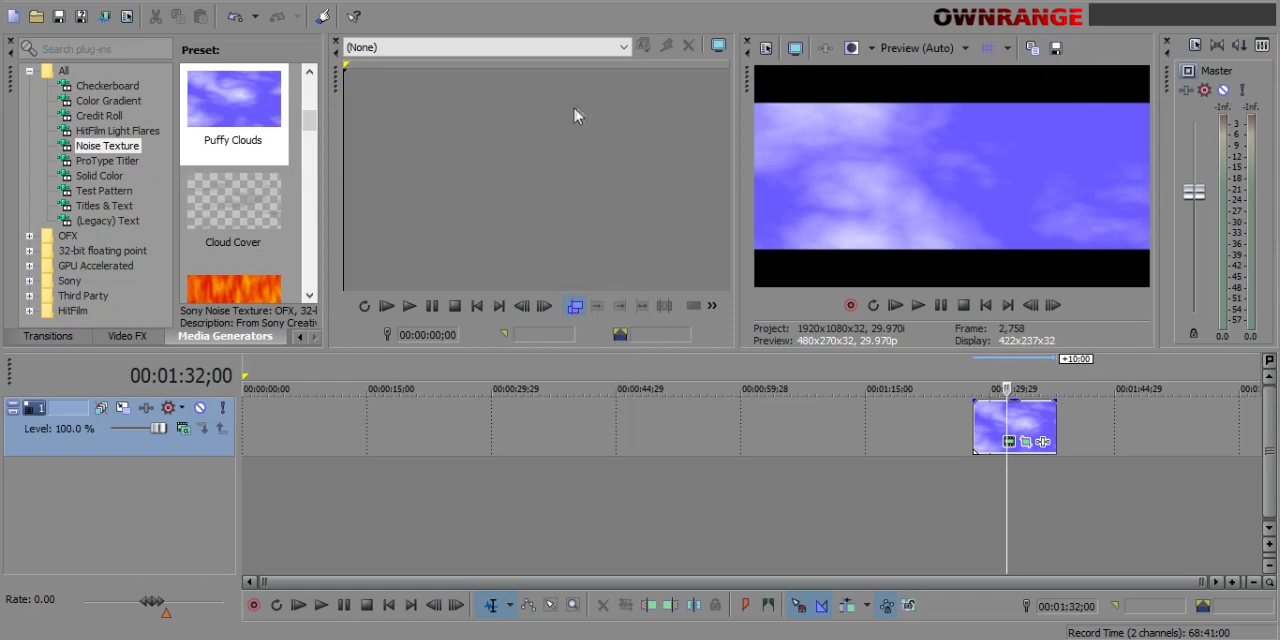 OWNRANGE
Search plug-ins
Preset:
(None)
Preview (Auto)
Master
All
Checkerboard
Color Gradient
Credit Roll
HitFilm Light Flares
Noise Texture
ProType Titler
Solid Color
Test Pattern
Titles & Text
(Legacy) Text
OFX
32-bit floating point
GPU Accelerated
Sony
Third Party
HitFilm
Puffy Clouds
Cloud Cover
Sony Noise Texture: OFX, 32-
Description: From Sony Creativ
Transitions
Video FX
Media Generators
00:00:00;00
Project: 1920x1080x32, 29.970i
Frame: 2,758
Preview: 480x270x32, 29.970p
Display: 422x237x32
-Inf. -Inf.
- 3 -
- 6 -
- 9 -
-12-
-15-
-18-
-21-
-24-
-27-
-30-
-33-
-36-
-39-
-42-
-45-
-48-
-51-
-54-
-57-
0.0 0.0
+10:00
00:01:32;00
00:00:00;00
00:00:15;00
00:00:29;29
00:00:44;29
00:00:59;28
00:01:15;00
00:01:44;29
1
Level: 100.0 %
Rate: 0.00
00:01:32;00
Record Time (2 channels): 68:41:00